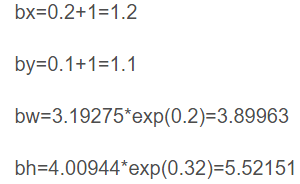 bx=0.2+1=1.2
by=0.1+1=1.1
bw=3.19275*exp(0.2)=3.89963
bh=4.00944*exp(0.32)=5.52151